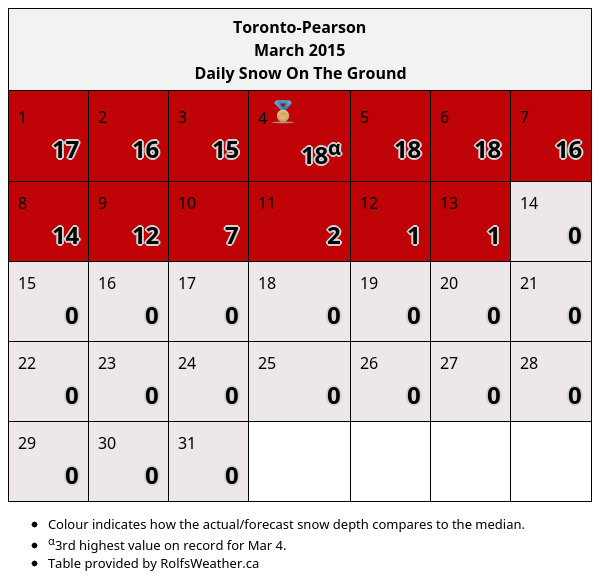 Toronto-Pearson
March 2015
Daily Snow On The Ground
1 2 3 4 5 6 7
17 16 15 18α 18 18 16
8 9 10 11 12 13 14
14 12 7 2 1 1 0
15 16 17 18 19 20 21
0 0 0 0 0 0 0
22 23 24 25 26 27 28
0 0 0 0 0 0 0
29 30 31
0 0 0
• Colour indicates how the actual/forecast snow depth compares to the median.
• α3rd highest value on record for Mar 4.
• Table provided by RolfsWeather.ca